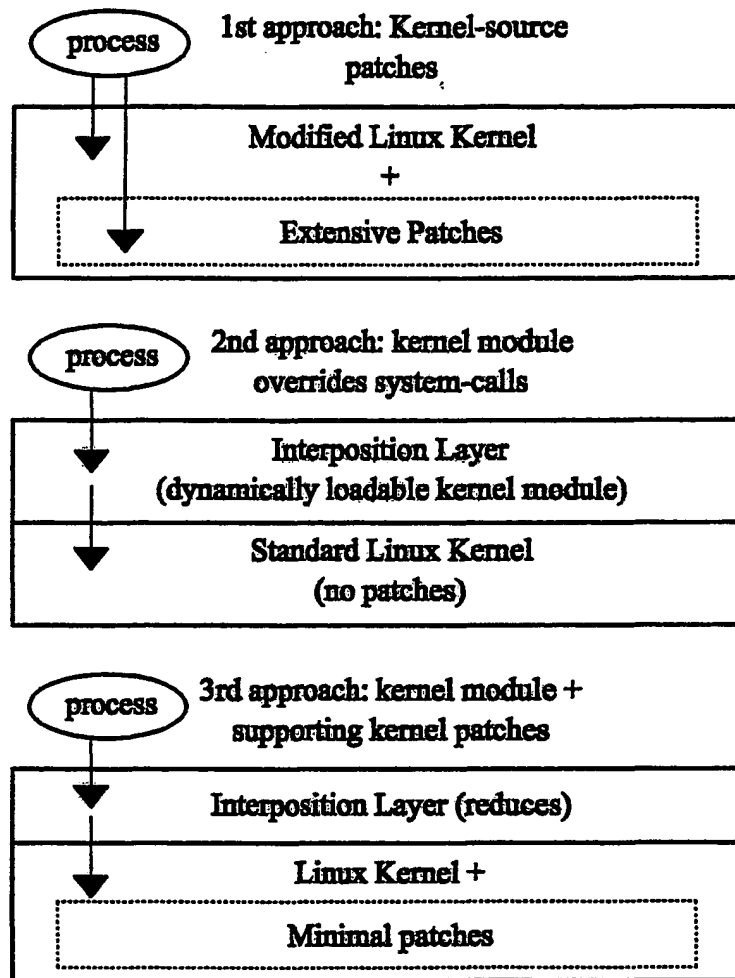 process
1st approach: Kernel-source
patches
Modified Linux Kernel
+
Extensive Patches
process
2nd approach: kernel module
overrides system-calls
Interposition Layer
(dynamically loadable kernel module)
Standard Linux Kernel
(no patches)
process
3rd approach: kernel module +
supporting kernel patches
Interposition Layer (reduces)
Linux Kernel +
Minimal patches